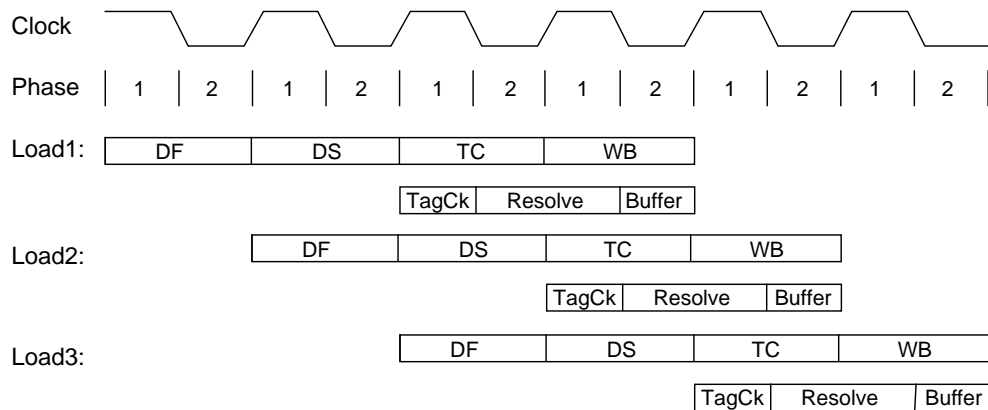 Clock
Phase 1 2 1 2 1 2 1 2 1 2 1 2
Load1: DF DS TC WB
TagCk Resolve Buffer
Load2: DF DS TC WB
TagCk Resolve Buffer
Load3: DF DS TC WB
TagCk Resolve Buffer